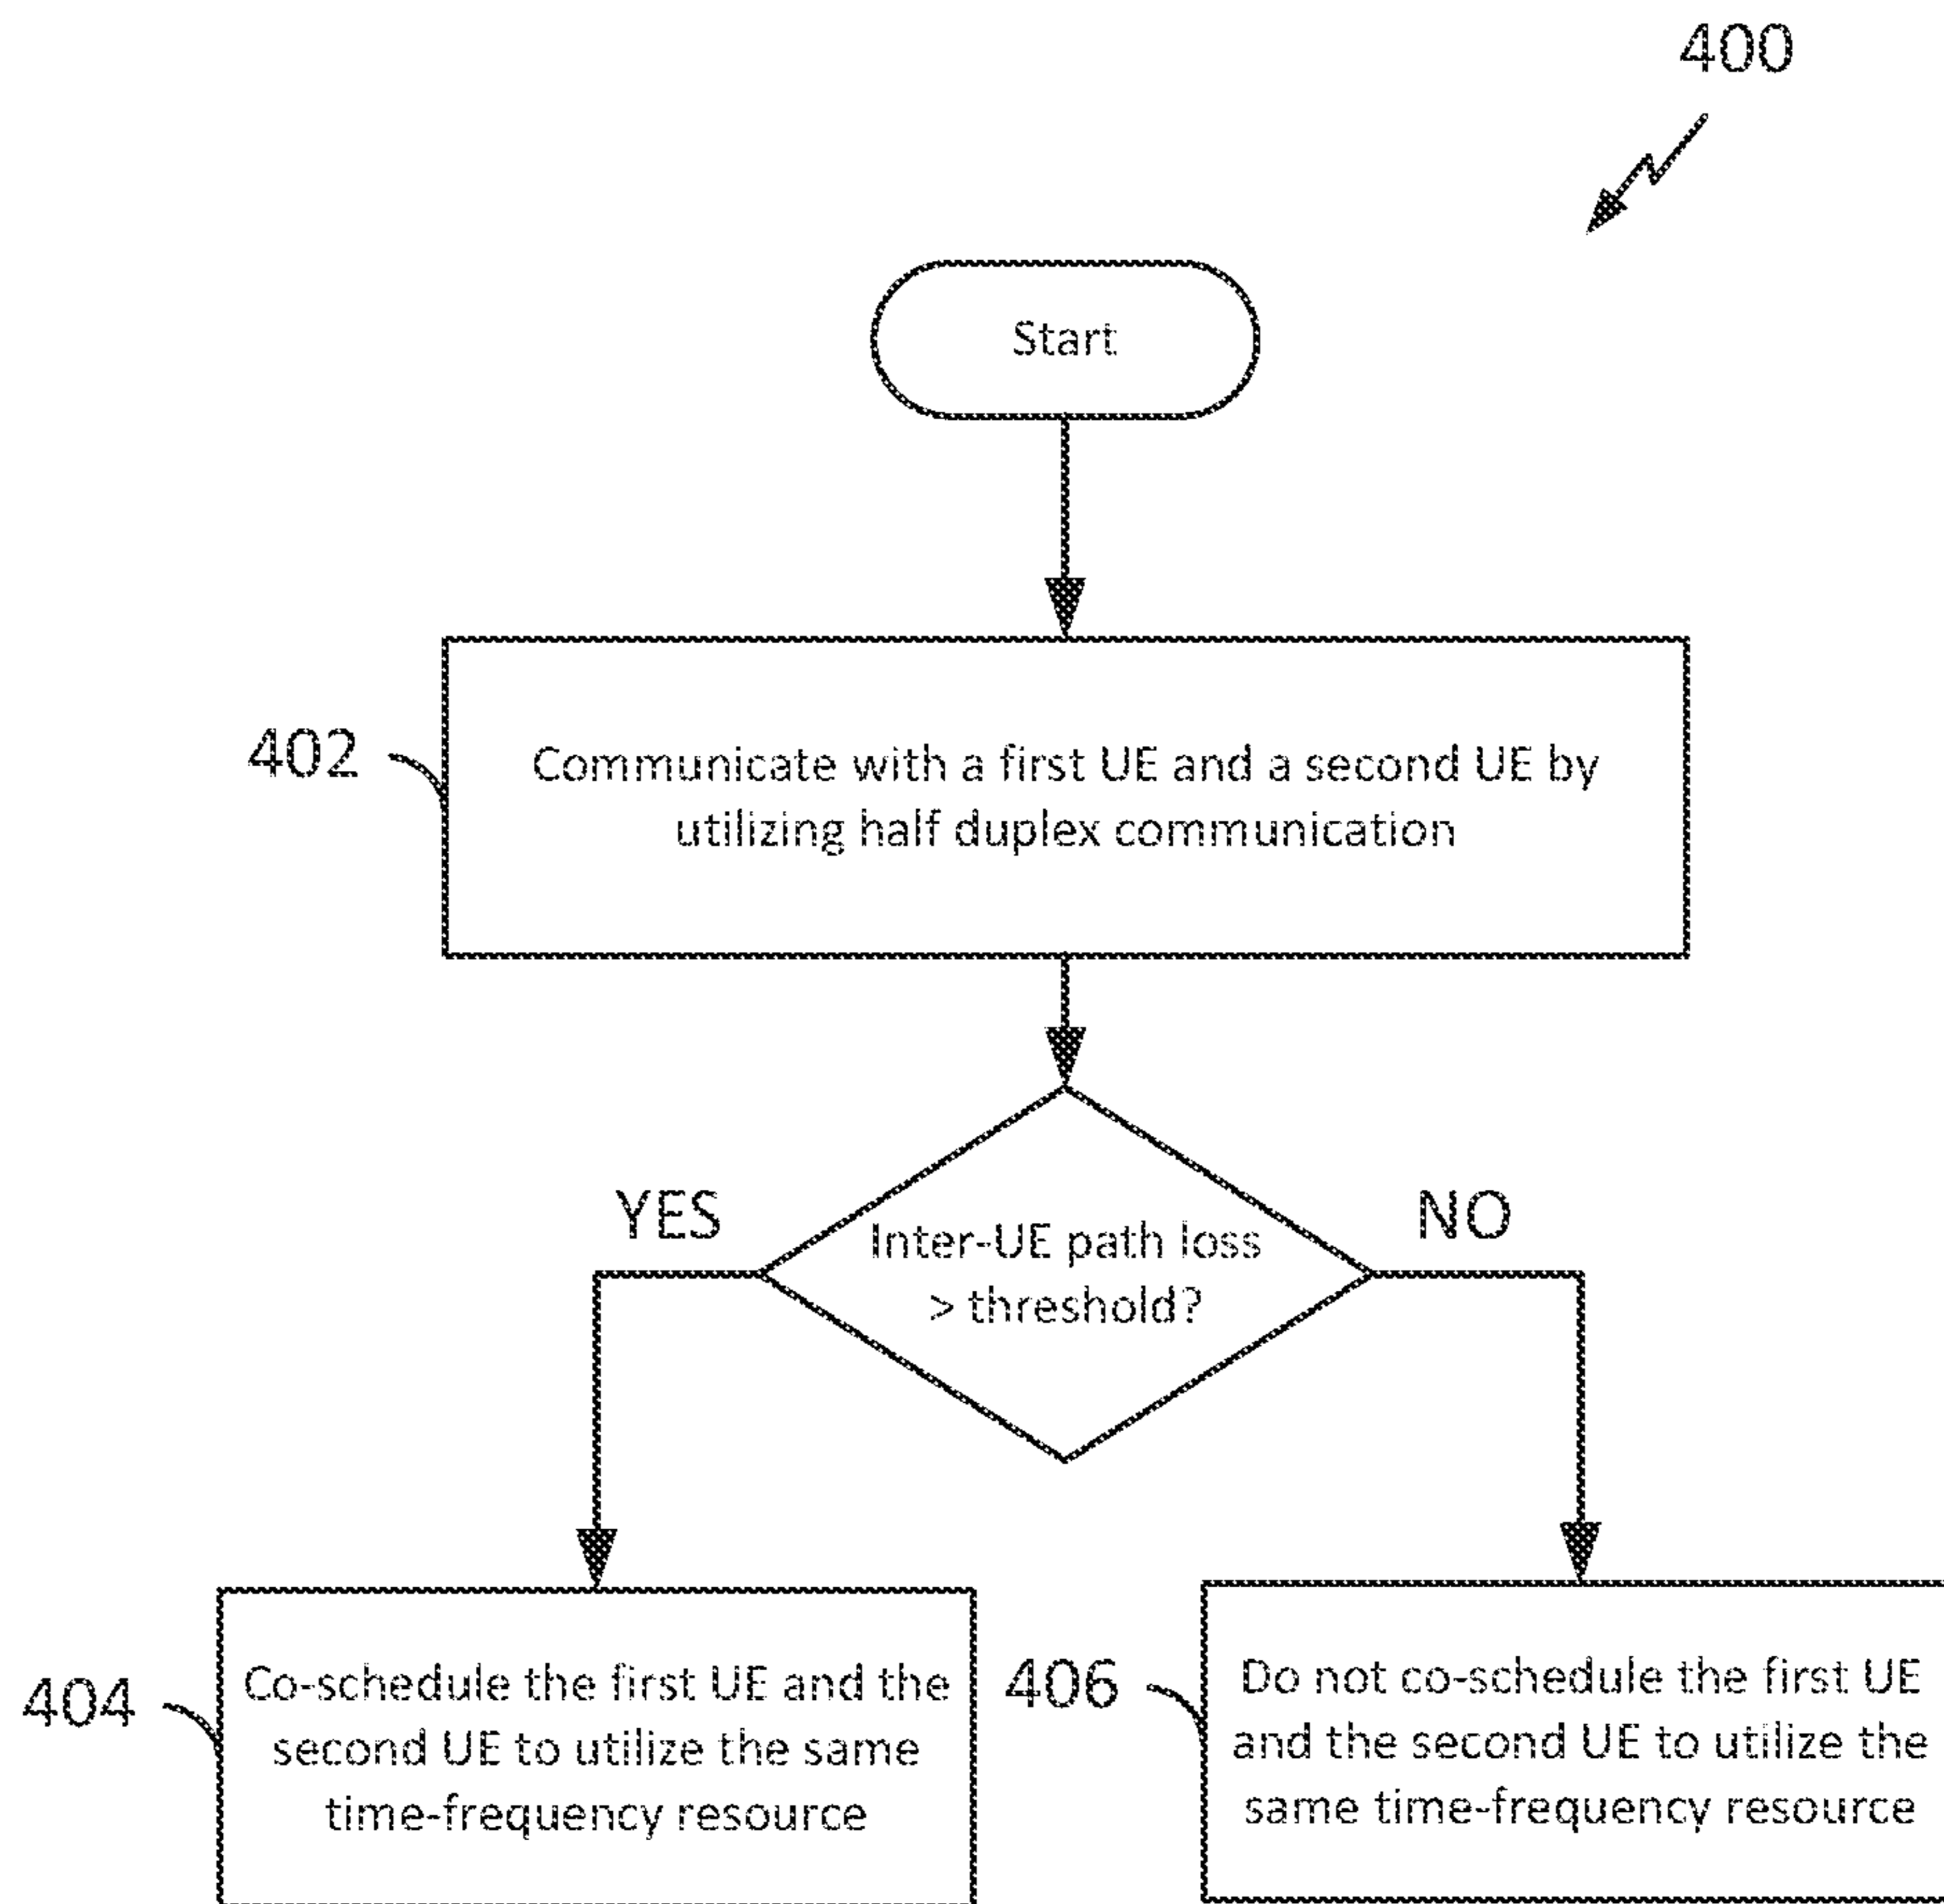 400
Start
402
Communicate with a first UE and a second UE by
utilizing half duplex communication
YES
NO
Inter-UE path loss
> threshold?
404
Co-schedule the first UE and the
second UE to utilize the same
time-frequency resource
406
Do not co-schedule the first UE
and the second UE to utilize the
same time-frequency resource